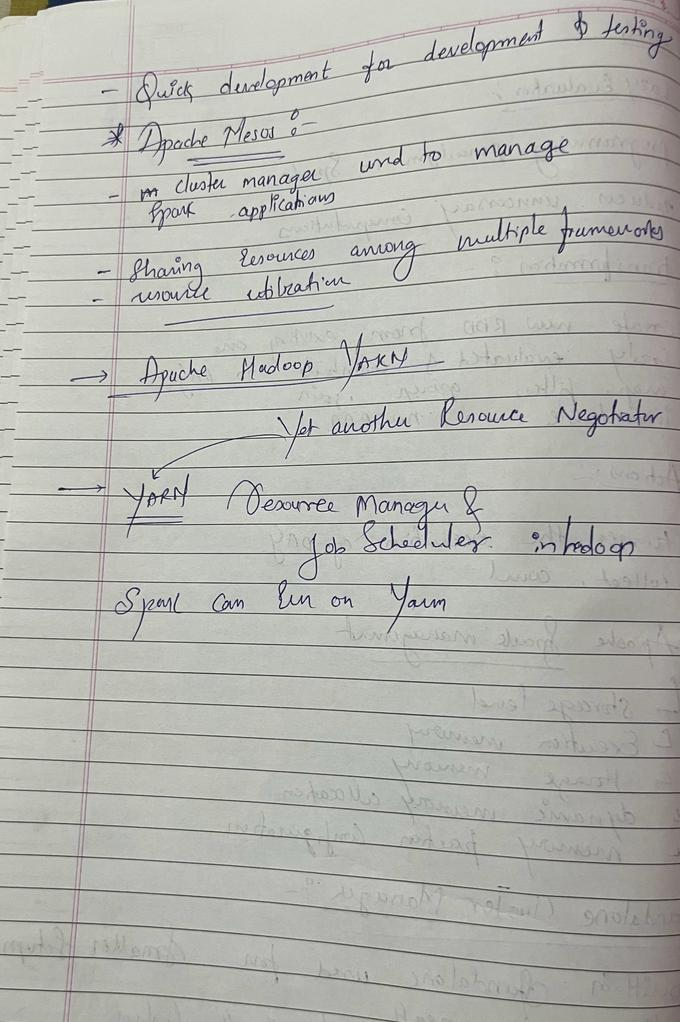 - Quick development for development & testing
* Apache Mesos :-
- cluster manager used to manage
Spark applications
- Sharing Resources among multiple frameworks
- resource utilization
→ Apache Hadoop YARN
Yet another Resource Negotiator
→ YARN Resource Manager &
Job Scheduler. in hadoop
Spark can Run on Yarn